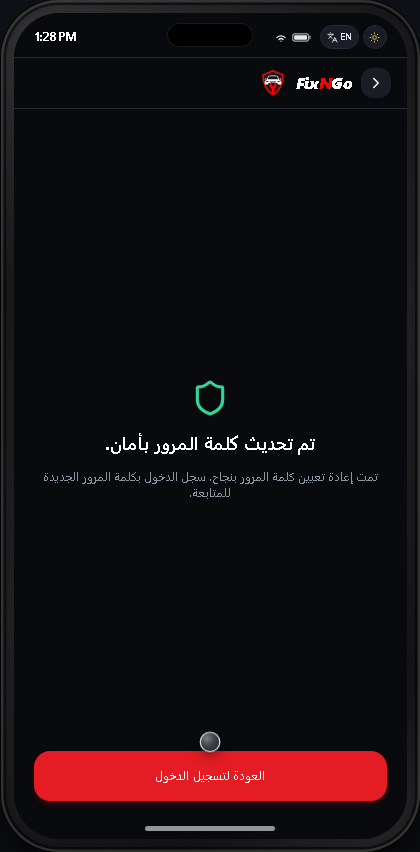 1:28 PM
EN
FixNGo
تم تحديث كلمة المرور بأمان.
تمت إعادة تعيين كلمة المرور بنجاح. سجل الدخول بكلمة المرور الجديدة
للمتابعة.
العودة لتسجيل الدخول